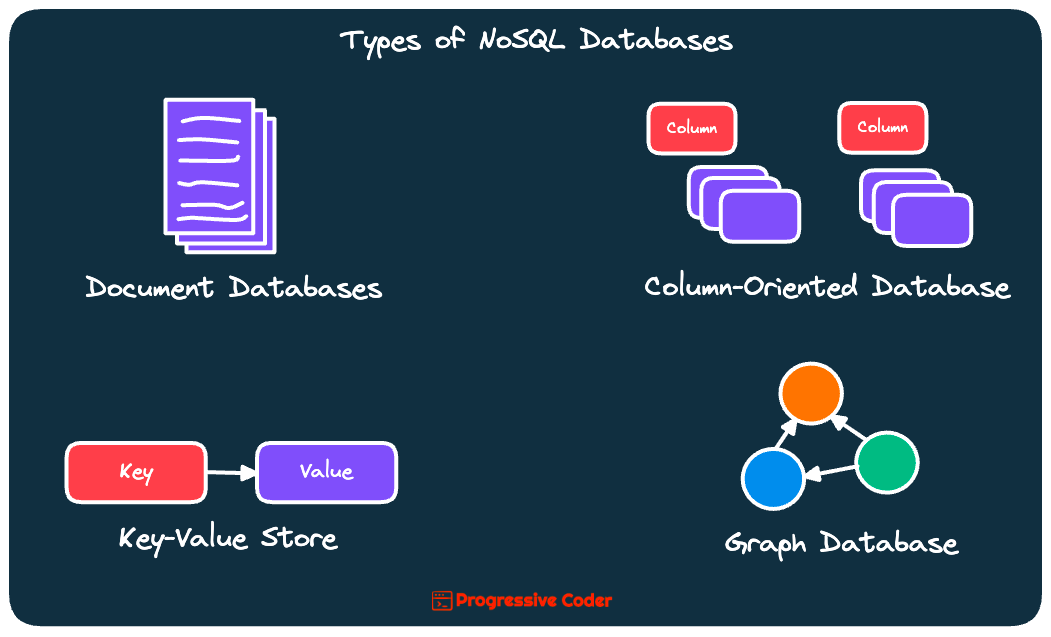 Types of NoSQL Databases
Column
Column
Document Databases
Column-Oriented Database
Key
Value
Key-Value Store
Graph Database
Progressive Coder